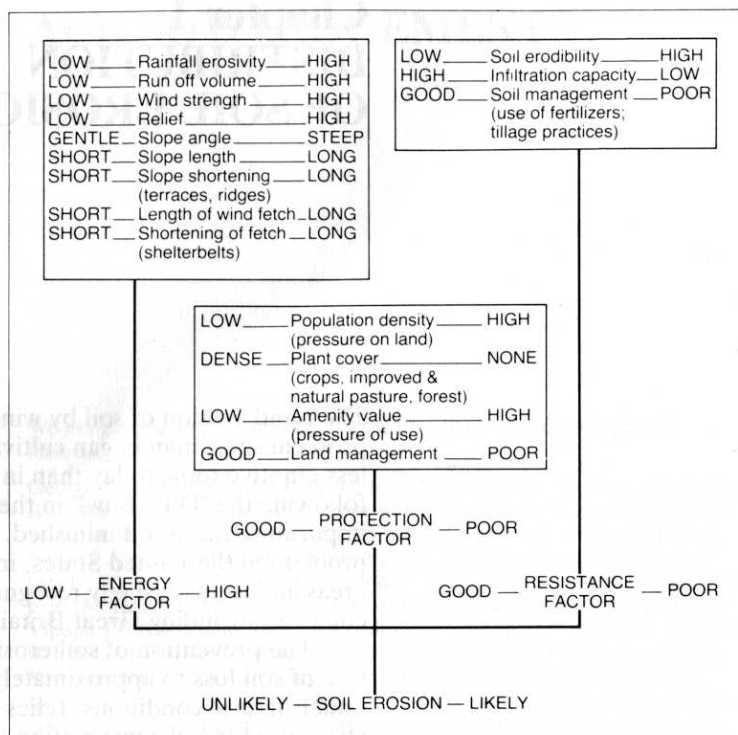 LOW Rainfall erosivity HIGH
LOW Run off volume HIGH
LOW Wind strength HIGH
LOW Relief HIGH
GENTLE Slope angle STEEP
SHORT Slope length LONG
SHORT Slope shortening LONG
(terraces, ridges)
SHORT Length of wind fetch LONG
SHORT Shortening of fetch LONG
(shelterbelts)
LOW Soil erodibility HIGH
HIGH Infiltration capacity LOW
GOOD Soil management POOR
(use of fertilizers;
tillage practices)
LOW Population density HIGH
(pressure on land)
DENSE Plant cover NONE
(crops, improved &
natural pasture, forest)
LOW Amenity value HIGH
(pressure of use)
GOOD Land management POOR
GOOD — PROTECTION — POOR
FACTOR
LOW — ENERGY — HIGH
FACTOR
GOOD — RESISTANCE — POOR
FACTOR
UNLIKELY — SOIL EROSION — LIKELY